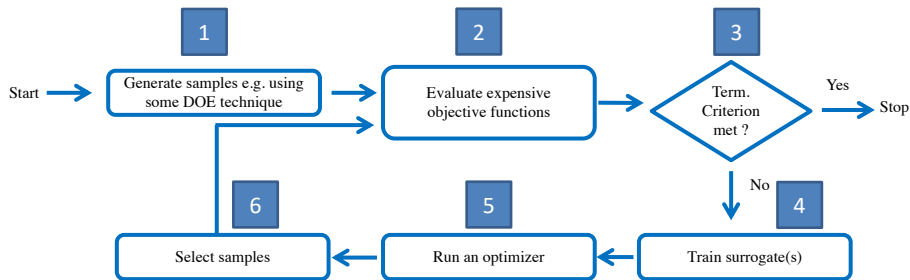 1
2
3
Start
Generate samples e.g. using
some DOE technique
Evaluate expensive
objective functions
Term.
Criterion
met ?
Yes
Stop
No
6
5
4
Select samples
Run an optimizer
Train surrogate(s)